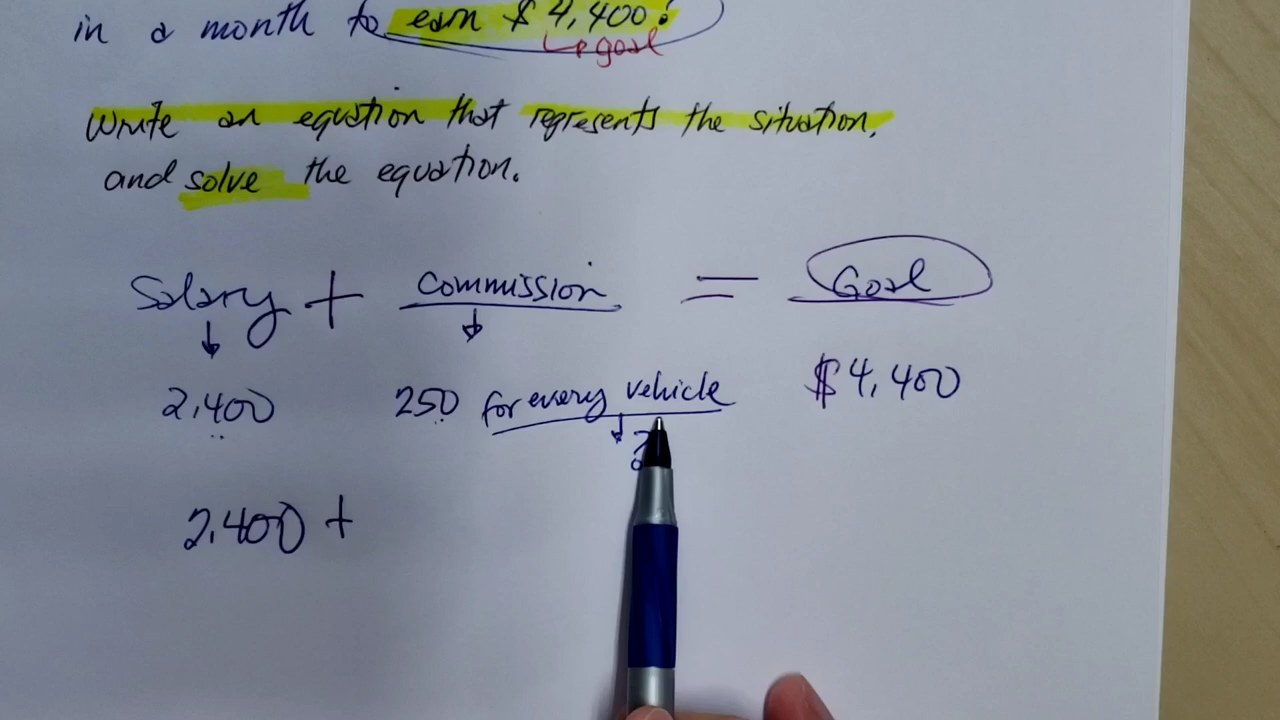 in a month to earn $4,400?
goal
Write an equation that represents the situation,
and solve the equation.
Salary + Commission = Goal
2,400 250 for every vehicle $4,400
?
2,400 +